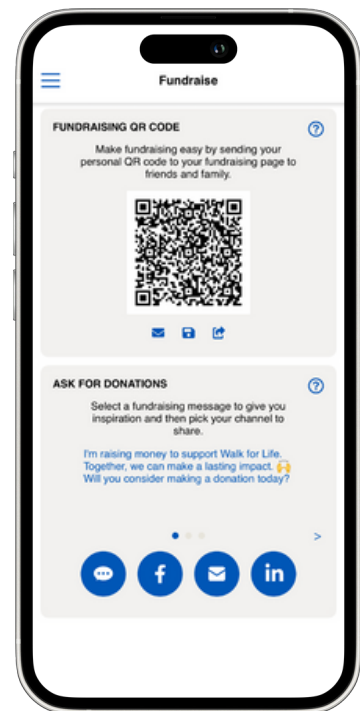 Fundraise
FUNDRAISING QR CODE
Make fundraising easy by sending your
personal QR code to your fundraising page to
friends and family.
ASK FOR DONATIONS
Select a fundraising message to give you
inspiration and then pick your channel to
share.
I'm raising money to support Walk for Life.
Together, we can make a lasting impact. 🙌
Will you consider making a donation today?
>
f
in